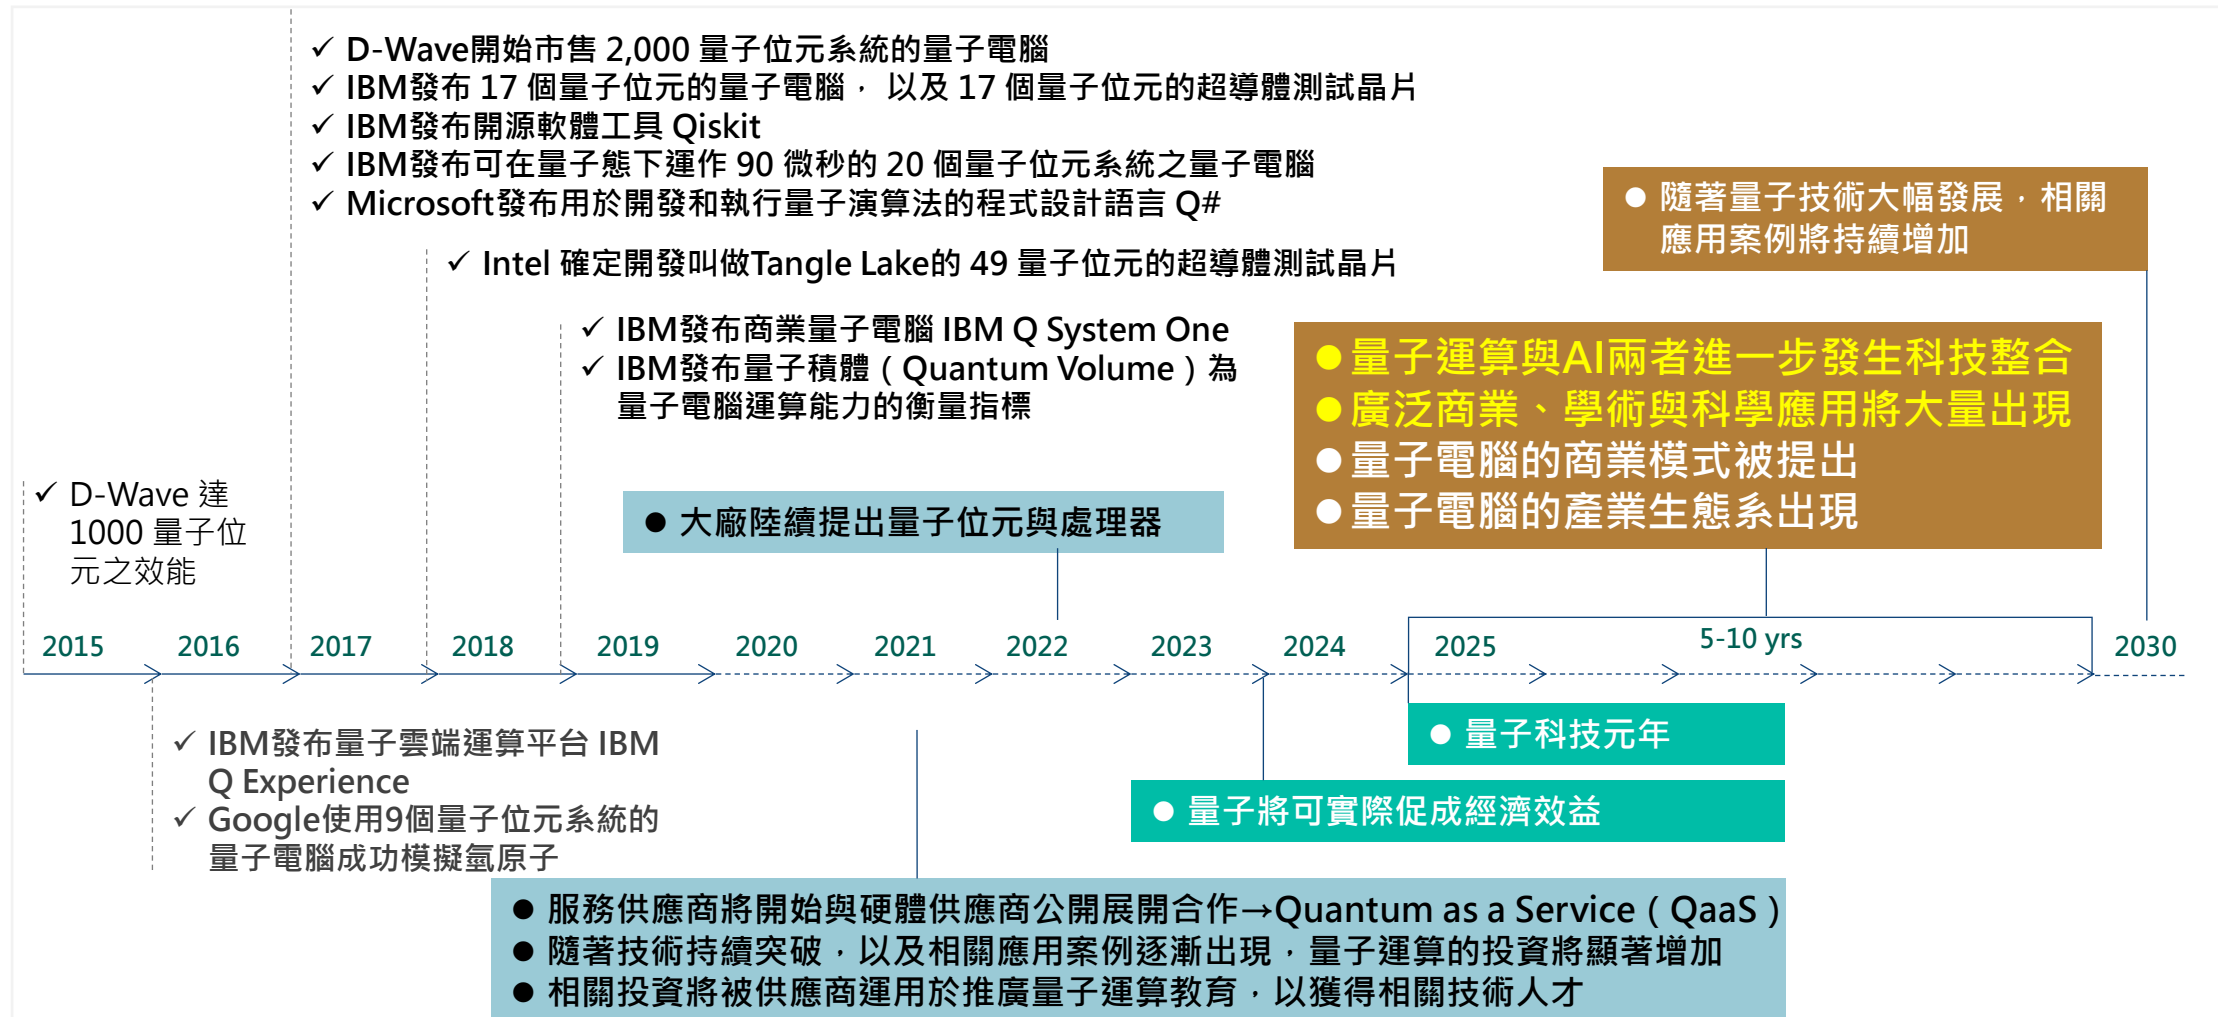 ✓ D-Wave開始市售 2,000 量子位元系統的量子電腦
✓ IBM發布 17 個量子位元的量子電腦， 以及 17 個量子位元的超導體測試晶片
✓ IBM發布開源軟體工具 Qiskit
✓ IBM發布可在量子態下運作 90 微秒的 20 個量子位元系統之量子電腦
✓ Microsoft發布用於開發和執行量子演算法的程式設計語言 Q#
✓ Intel 確定開發叫做Tangle Lake的 49 量子位元的超導體測試晶片
✓ IBM發布商業量子電腦 IBM Q System One
✓ IBM發布量子積體（Quantum Volume）為
量子電腦運算能力的衡量指標
● 隨著量子技術大幅發展，相關
應用案例將持續增加
● 量子運算與AI兩者進一步發生科技整合
● 廣泛商業、學術與科學應用將大量出現
● 量子電腦的商業模式被提出
● 量子電腦的產業生態系出現
✓ D-Wave 達
1000 量子位
元之效能
● 大廠陸續提出量子位元與處理器
2015 2016 2017 2018 2019 2020 2021 2022 2023 2024 2025 5-10 yrs 2030
✓ IBM發布量子雲端運算平台 IBM
Q Experience
✓ Google使用9個量子位元系統的
量子電腦成功模擬氫原子
● 量子科技元年
● 量子將可實際促成經濟效益
● 服務供應商將開始與硬體供應商公開展開合作→Quantum as a Service（QaaS）
● 隨著技術持續突破，以及相關應用案例逐漸出現，量子運算的投資將顯著增加
● 相關投資將被供應商運用於推廣量子運算教育，以獲得相關技術人才